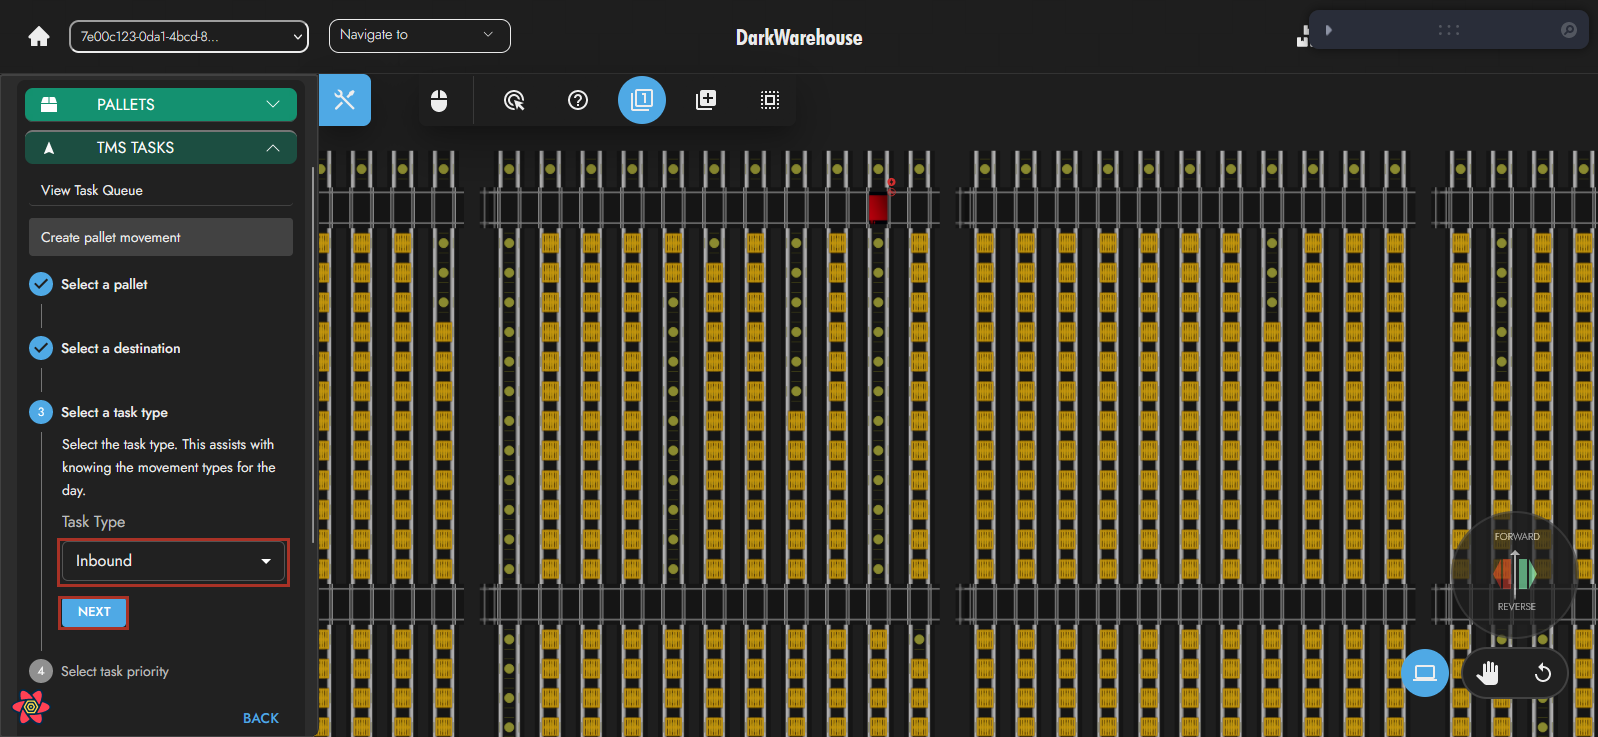 7e00c123-0da1-4bcd-8...
Navigate to
DarkWarehouse
PALLETS
TMS TASKS
View Task Queue
Create pallet movement
Select a pallet
Select a destination
3 Select a task type
Select the task type. This assists with
knowing the movement types for the
day.
Task Type
Inbound
NEXT
4 Select task priority
BACK
1
FORWARD
REVERSE